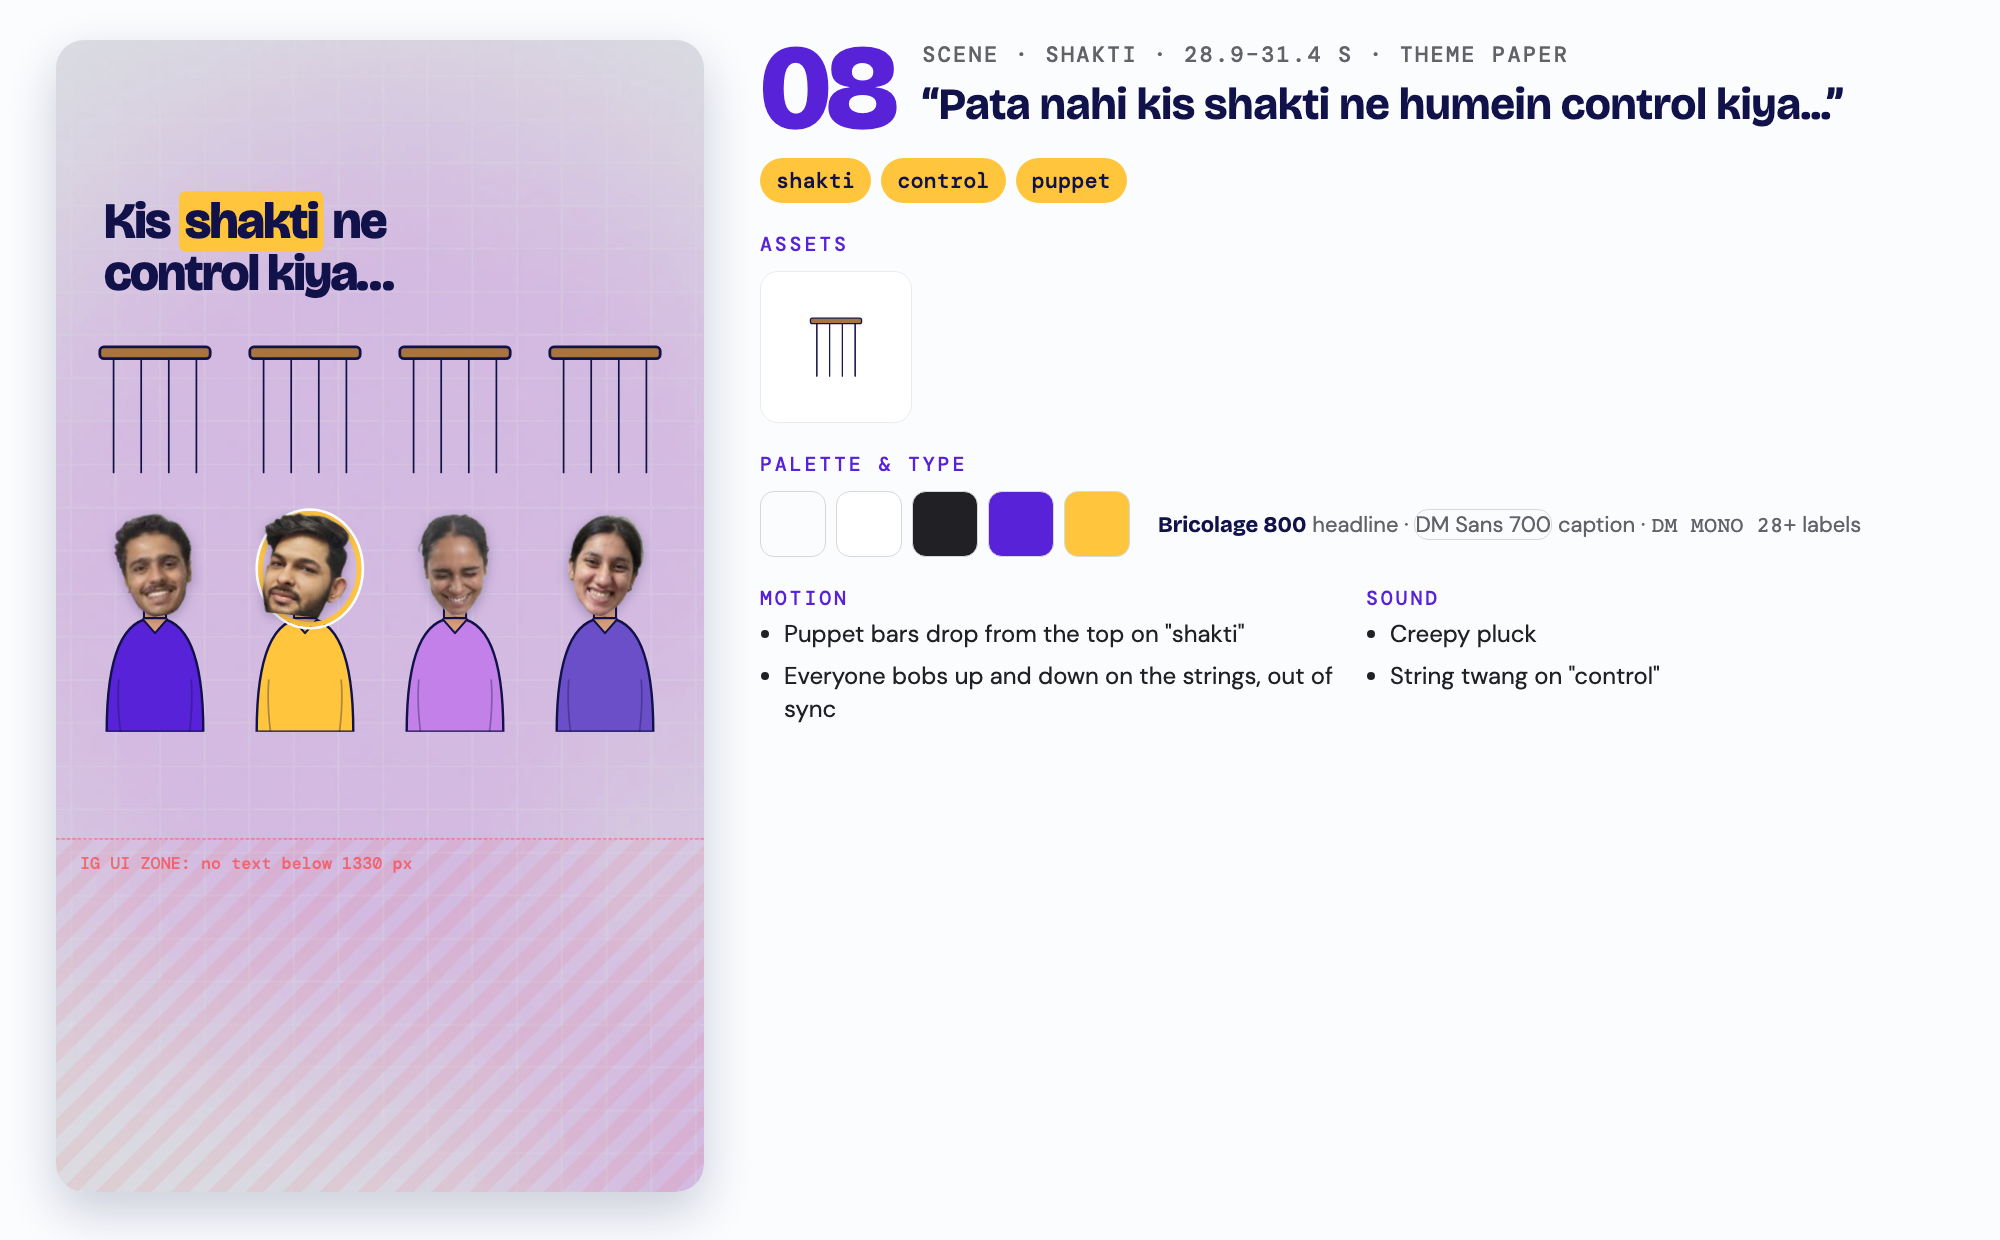 Kis shakti ne
control kiya...
IG UI ZONE: no text below 1330 px
08
SCENE · SHAKTI · 28.9–31.4 S · THEME PAPER
“Pata nahi kis shakti ne humein control kiya...”
shakti
control
puppet
ASSETS
PALETTE & TYPE
Bricolage 800 headline · DM Sans 700 caption · DM MONO 28+ labels
MOTION
• Puppet bars drop from the top on "shakti"
• Everyone bobs up and down on the strings, out of
sync
SOUND
• Creepy pluck
• String twang on "control"